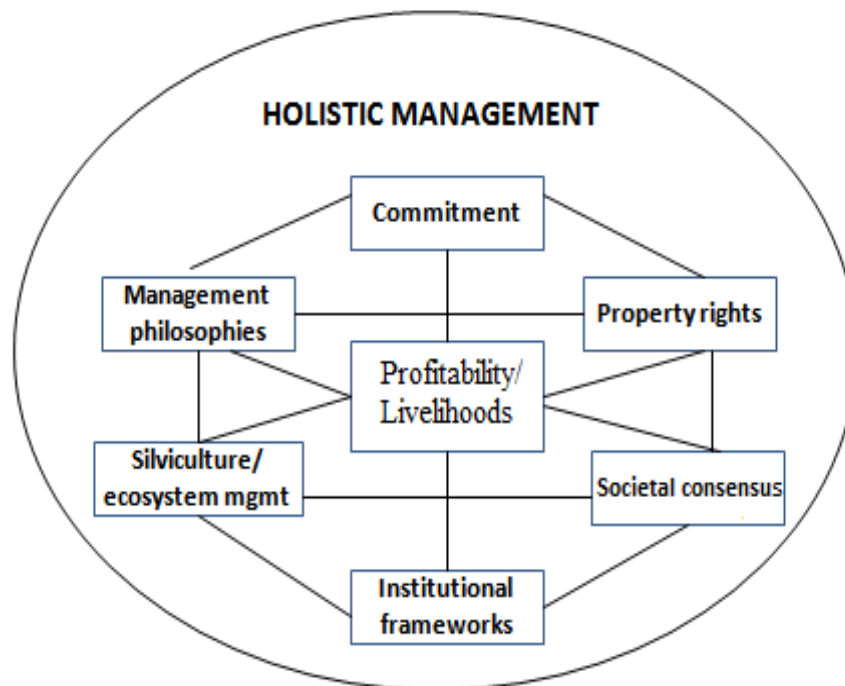 HOLISTIC MANAGEMENT
Commitment
Management
philosophies
Property rights
Profitability/
Livelihoods
Silviculture/
ecosystem mgmt
Societal consensus
Institutional
frameworks